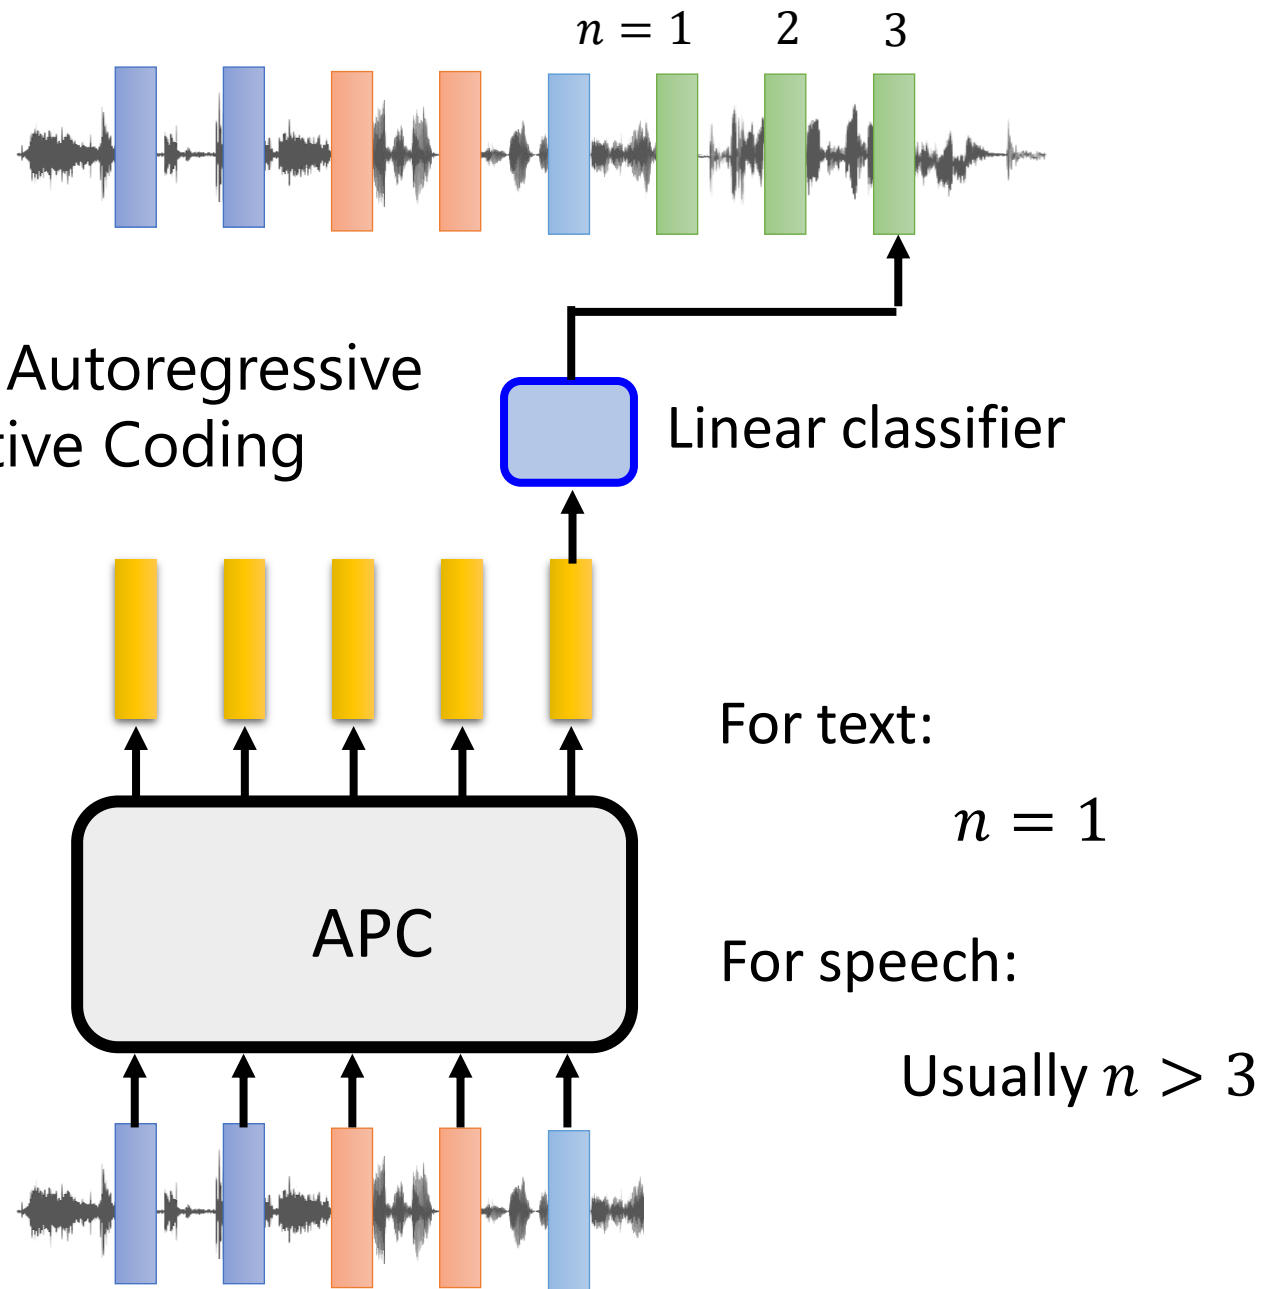 n = 1 2 3
Autoregressive
tive Coding
Linear classifier
For text:
n = 1
APC
For speech:
Usually n > 3